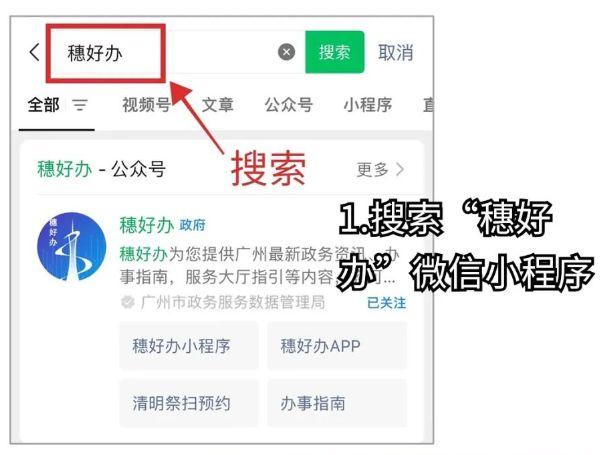 穗好办
搜索
取消
全部
视频号
文章
公众号
小程序
搜索
穗好办 - 公众号
更多
穗好办
穗好办 政府
穗好办为您提供广州最新政务资讯、办
事指南，服务大厅指引等内容，
广州市政务服务数据管理局
已关注
穗好办小程序
穗好办APP
清明祭扫预约
办事指南
1.搜索“穗好
办”微信小程序